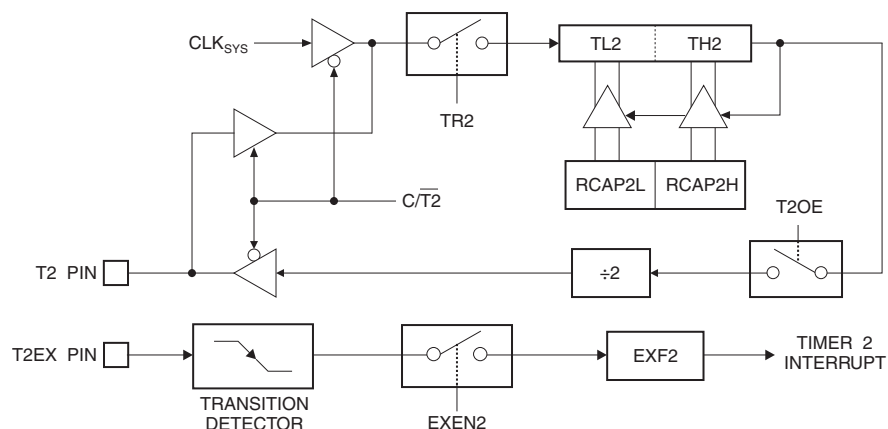 CLKSYS
TL2 TH2
TR2
RCAP2L RCAP2H
C/T2
T2OE
T2 PIN
÷2
T2EX PIN
EXF2
TIMER 2
INTERRUPT
TRANSITION
DETECTOR
EXEN2